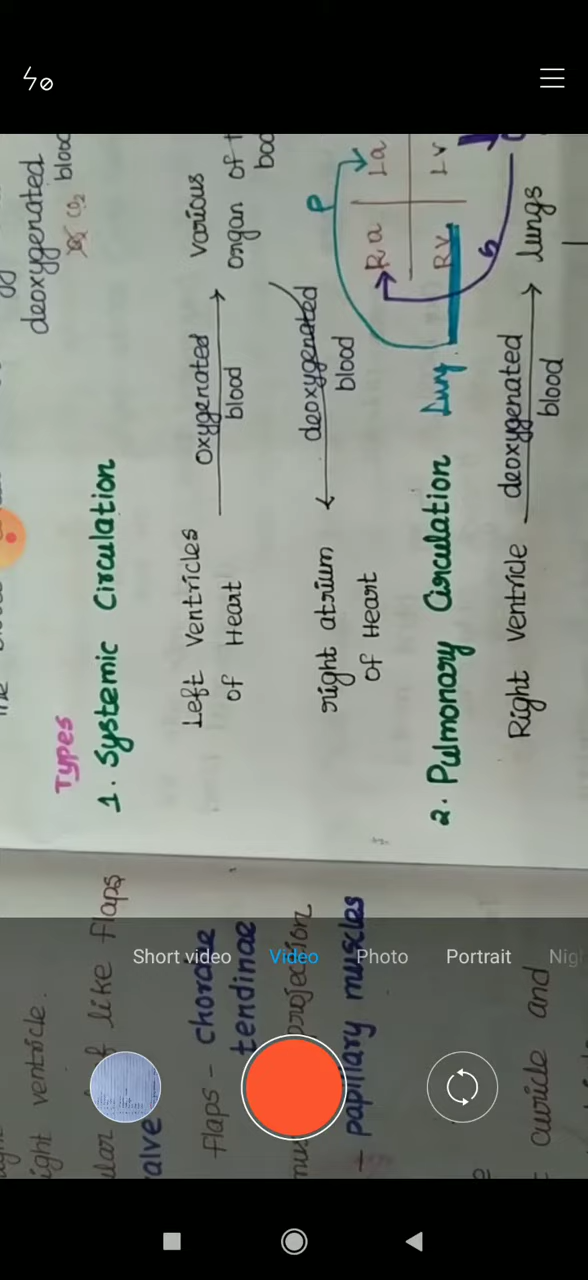 deoxygenated
CO2 blood
Types
1. Systemic Circulation
Left Ventricles
of Heart
oxygenated
blood
various
organ of
right atrium
of Heart
deoxygenated
blood
P
Ra
La
RV
LV
S
2. Pulmonary Circulation
Lung
Right Ventricle
deoxygenated
blood
Lungs
like flaps
ight ventricle.
alve
flaps - chordae
tendinae
projection
- papillary muscles
auricle and
Short video
Video
Photo
Portrait